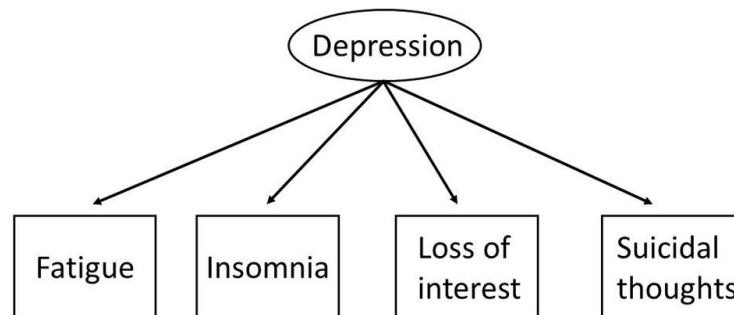 Depression
Fatigue
Insomnia
Loss of
interest
Suicidal
thoughts